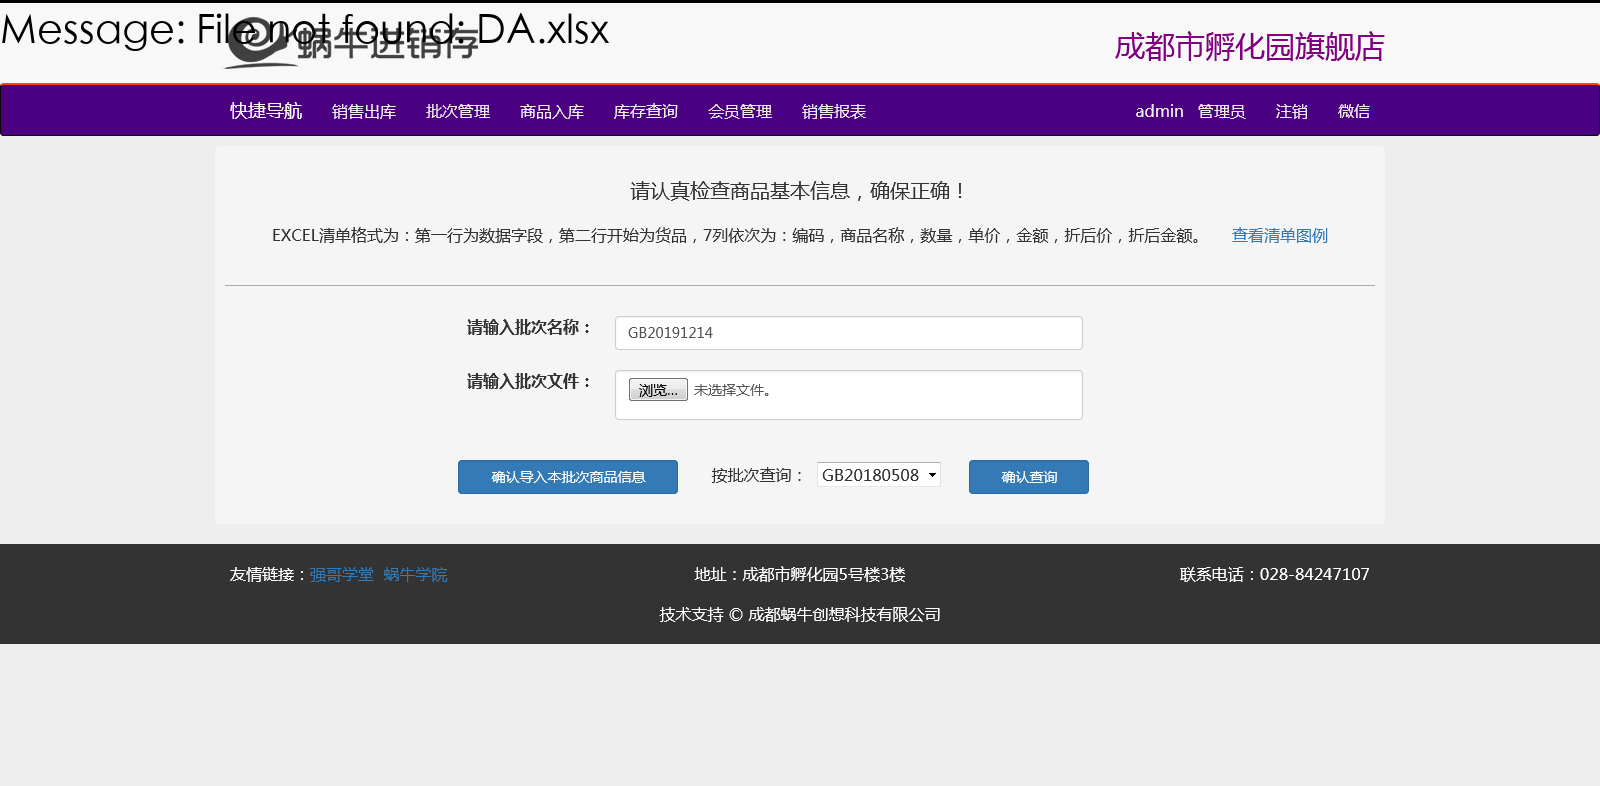 Message: File not found: DA.xlsx
蜗牛进销存
成都市孵化园旗舰店
快捷导航 销售出库 批次管理 商品入库 库存查询 会员管理 销售报表 admin 管理员 注销 微信
请认真检查商品基本信息，确保正确！
EXCEL清单格式为：第一行为数据字段，第二行开始为货品，7列依次为：编码，商品名称，数量，单价，金额，折后价，折后金额。 查看清单图例
请输入批次名称： GB20191214
请输入批次文件： 浏览... 未选择文件。
确认导入本批次商品信息 按批次查询： GB20180508 确认查询
友情链接：强哥学堂 蜗牛学院 地址：成都市孵化园5号楼3楼 联系电话：028-84247107
技术支持 © 成都蜗牛创想科技有限公司